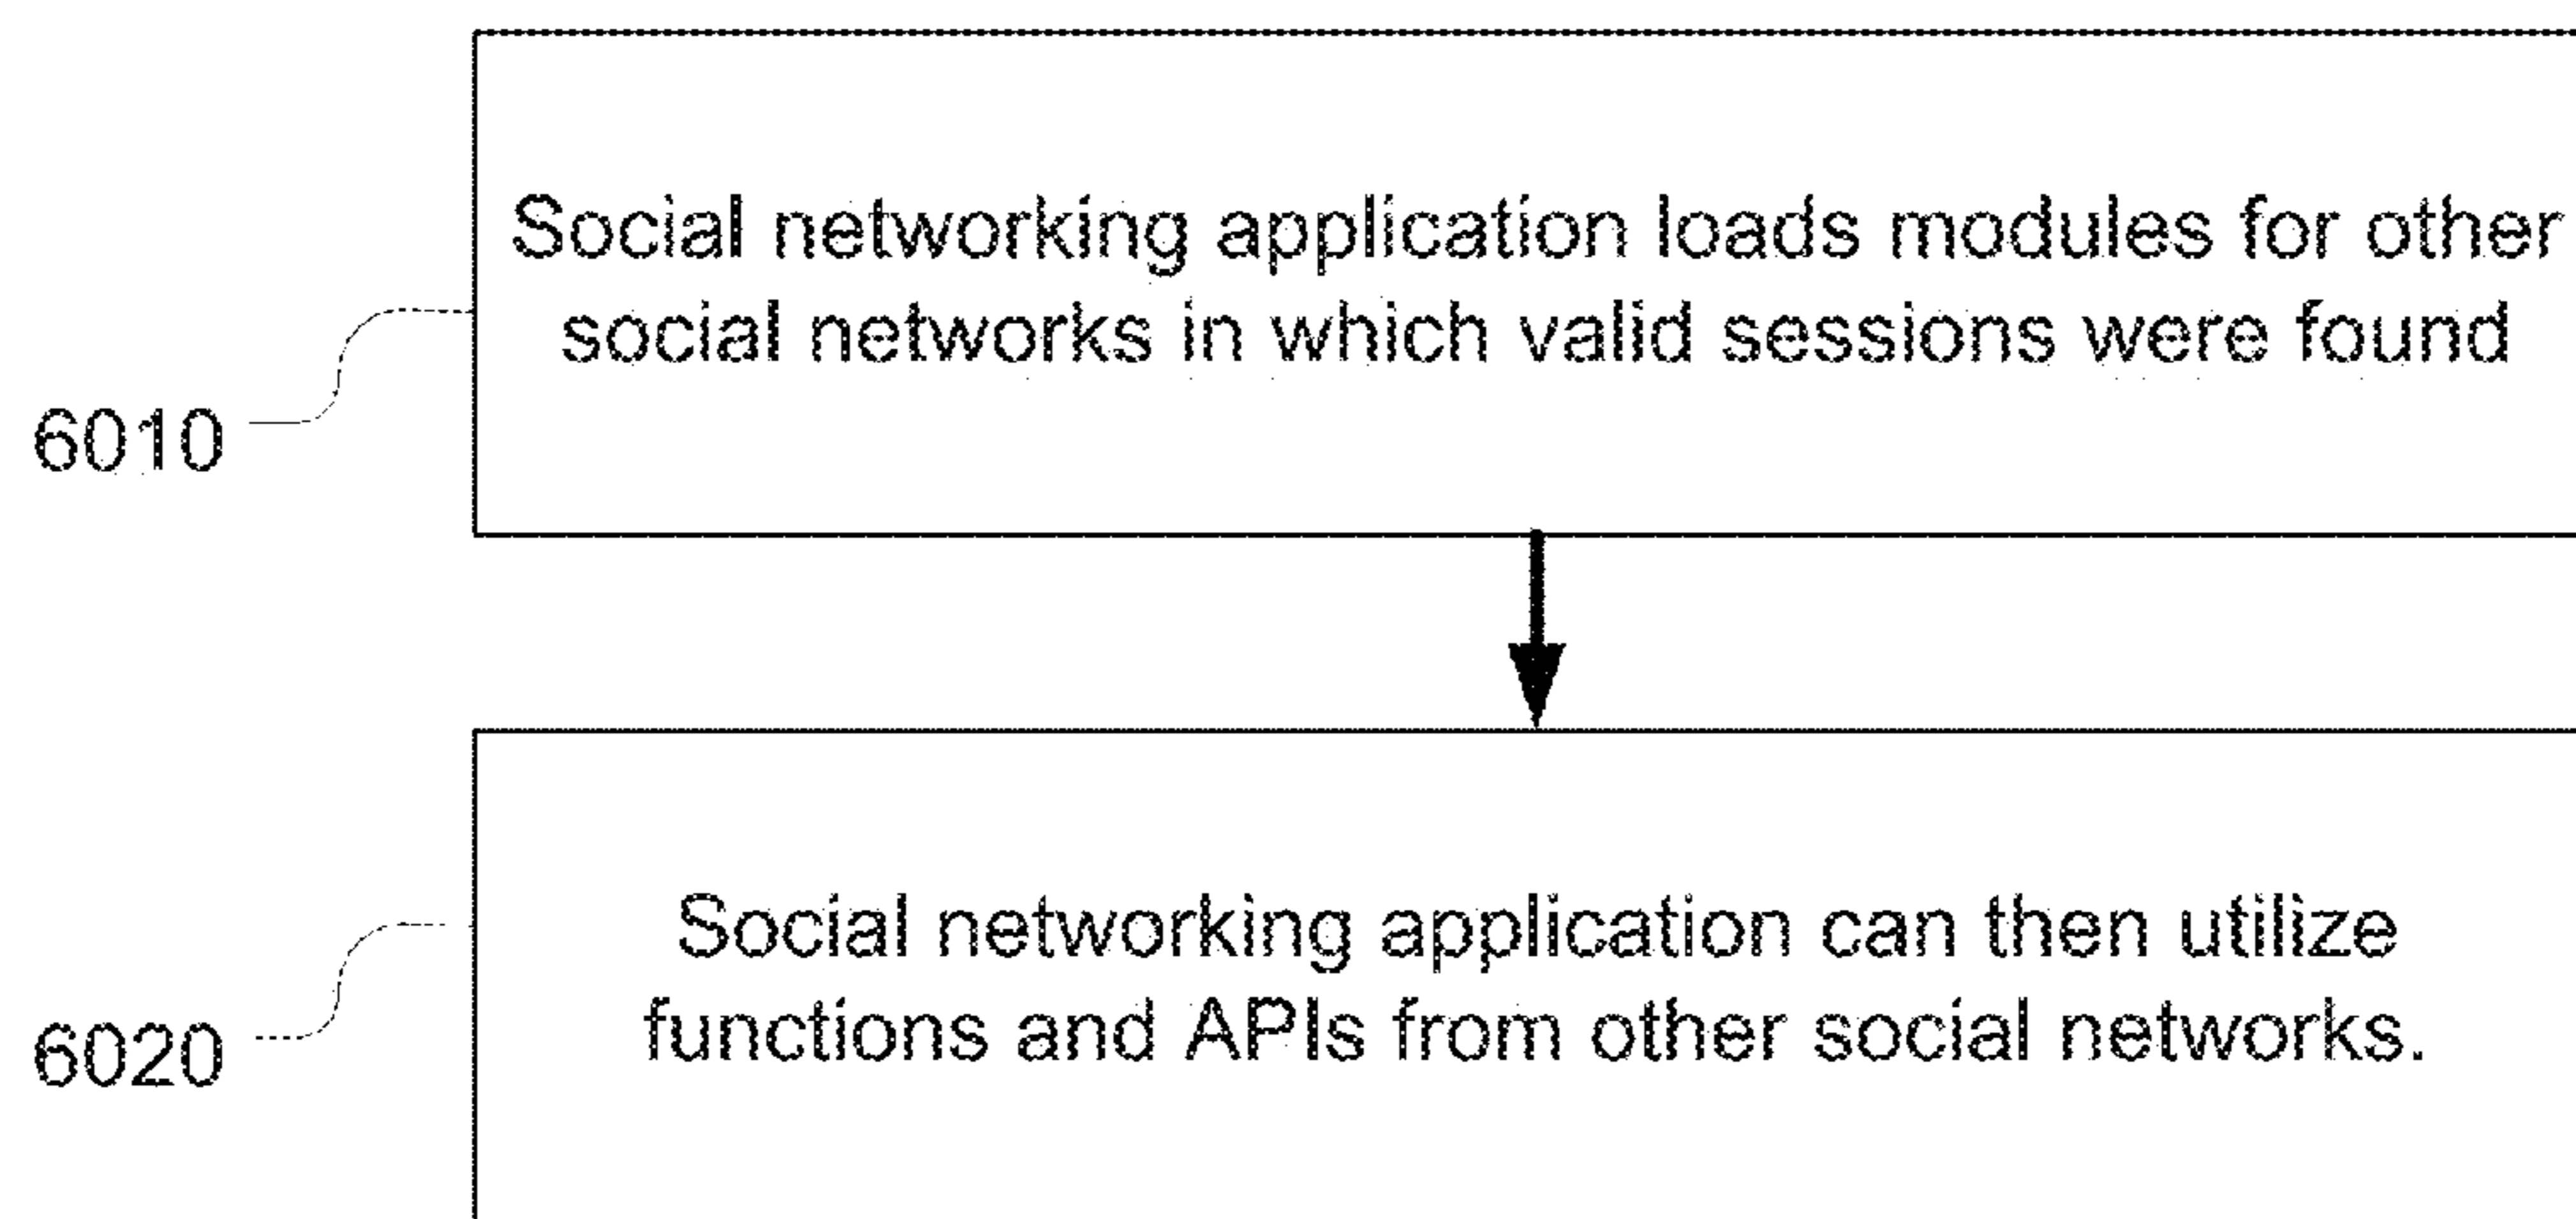 Social networking application loads modules for other
social networks in which valid sessions were found
6010
Social networking application can then utilize
functions and APIs from other social networks.
6020